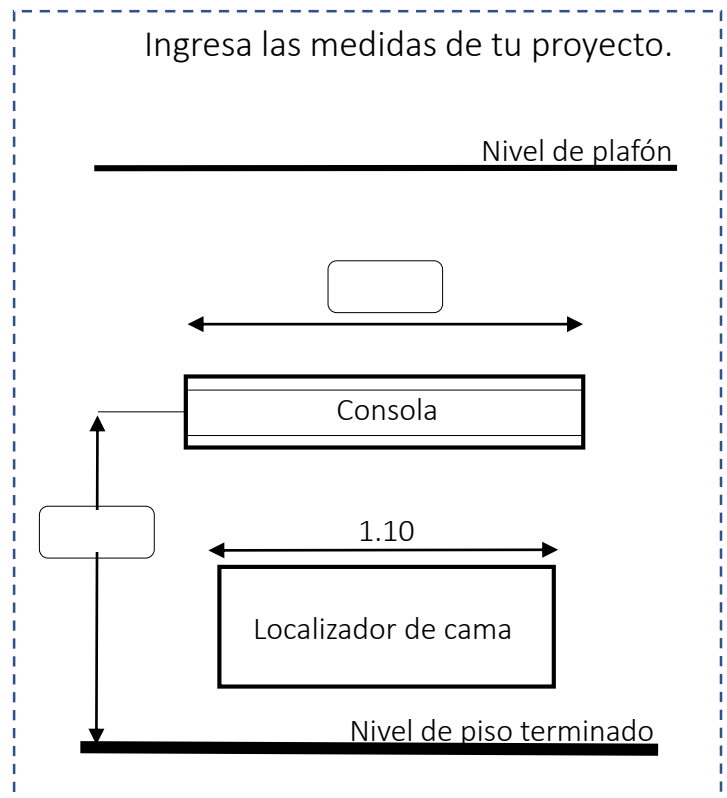 Ingresa las medidas de tu proyecto.
Nivel de plafón
Consola
1.10
Localizador de cama
Nivel de piso terminado